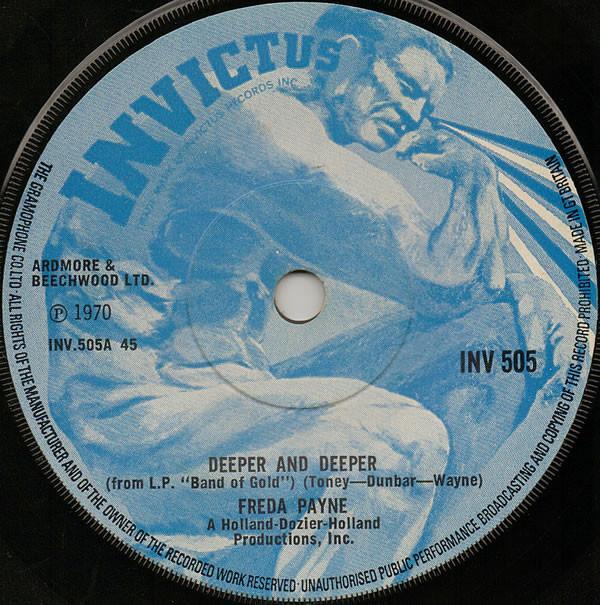 INVICTUS
INVICTUS RECORDS INC.
ARDMORE &
BEECHWOOD LTD.
Ⓟ 1970
INV.505A 45
INV 505
DEEPER AND DEEPER
(from L.P. "Band of Gold") (Toney—Dunbar—Wayne)
FREDA PAYNE
A Holland-Dozier-Holland
Productions, Inc.
THE GRAMOPHONE CO. LTD · ALL RIGHTS OF THE MANUFACTURER AND OF THE OWNER OF THE RECORDED WORK RESERVED · UNAUTHORISED PUBLIC PERFORMANCE BROADCASTING AND COPYING OF THIS RECORD PROHIBITED · MADE IN GT BRITAIN